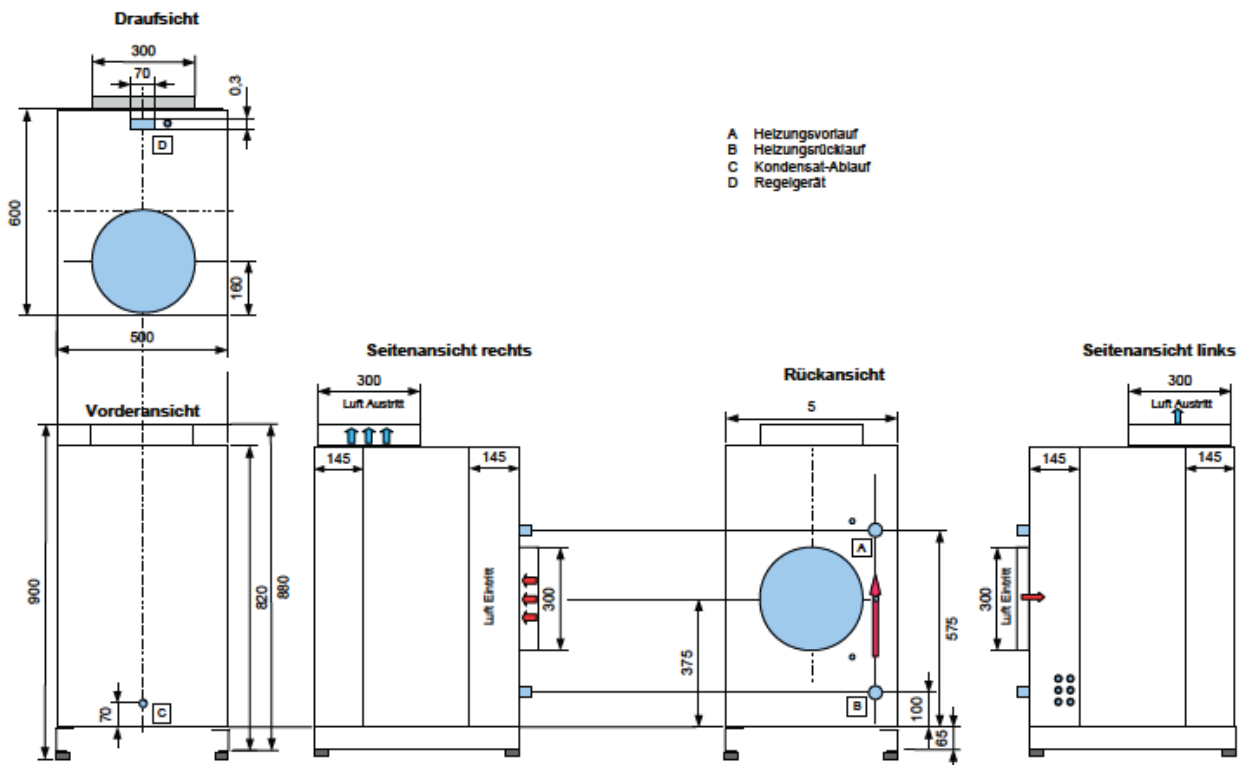 Draufsicht
300
70
0,3
D
600
160
500
A Heizungsvorlauf
B Heizungsrücklauf
C Kondensat-Ablauf
D Regelgerät
Vorderansicht
900
820
880
70
C
Seitenansicht rechts
300
Luft Austritt
145
145
Luft Eintritt
300
Rückansicht
5
A
B
375
575
100
65
Seitenansicht links
300
Luft Austritt
145
145
300
Luft Eintritt